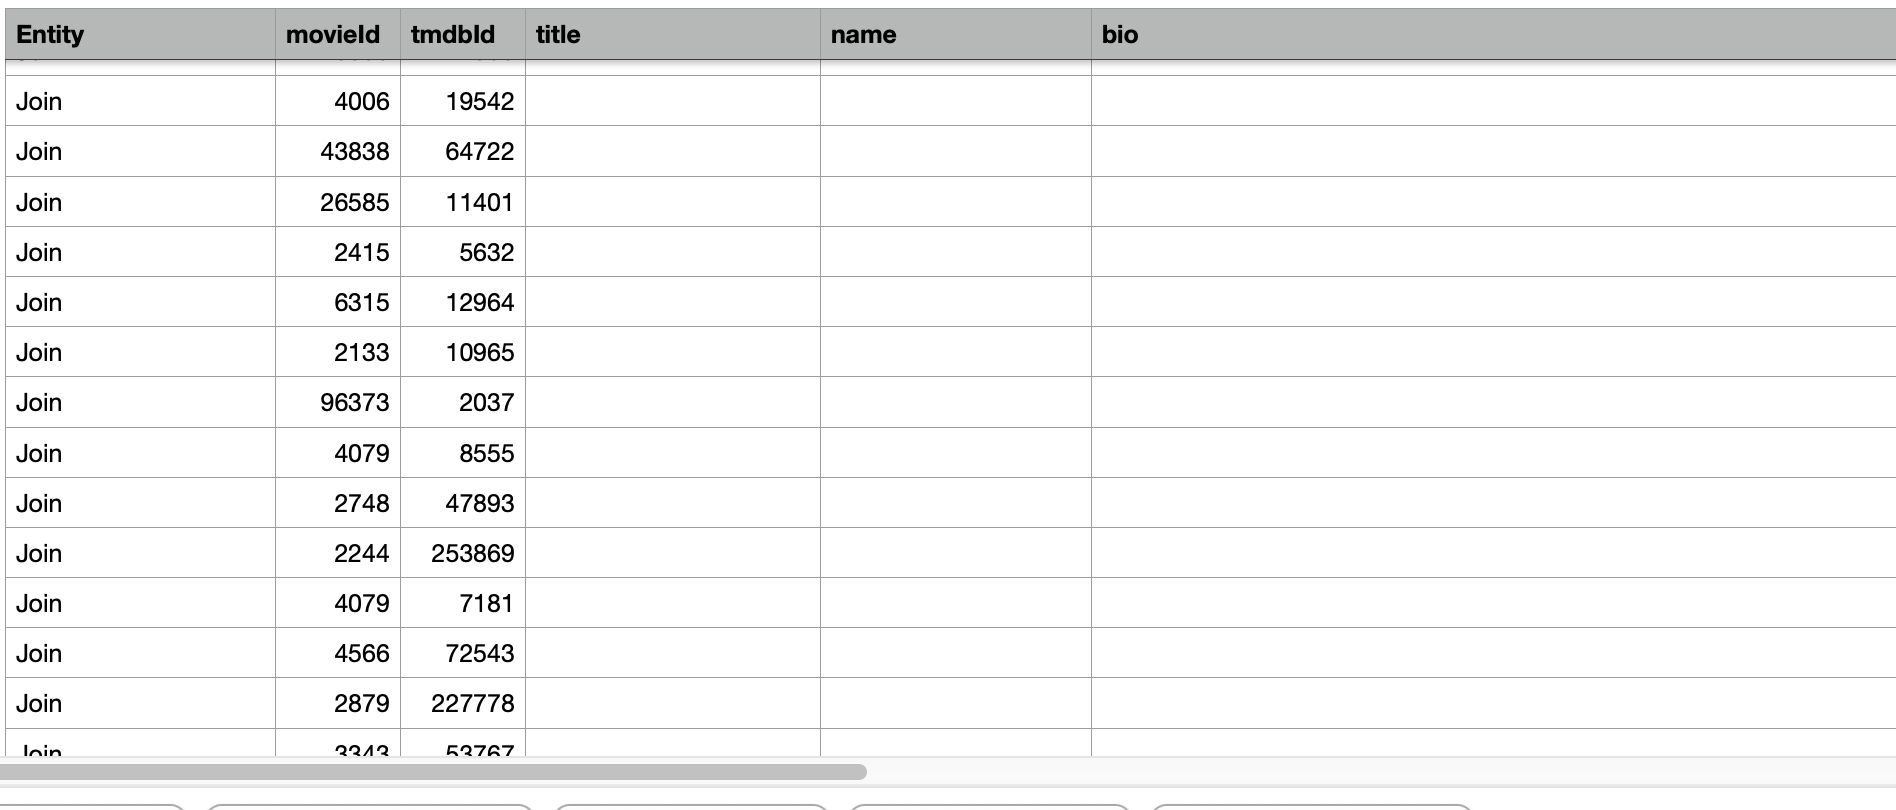 Entity movieId tmdbId title name bio
Join 4006 19542
Join 43838 64722
Join 26585 11401
Join 2415 5632
Join 6315 12964
Join 2133 10965
Join 96373 2037
Join 4079 8555
Join 2748 47893
Join 2244 253869
Join 4079 7181
Join 4566 72543
Join 2879 227778
Join 3343 53767